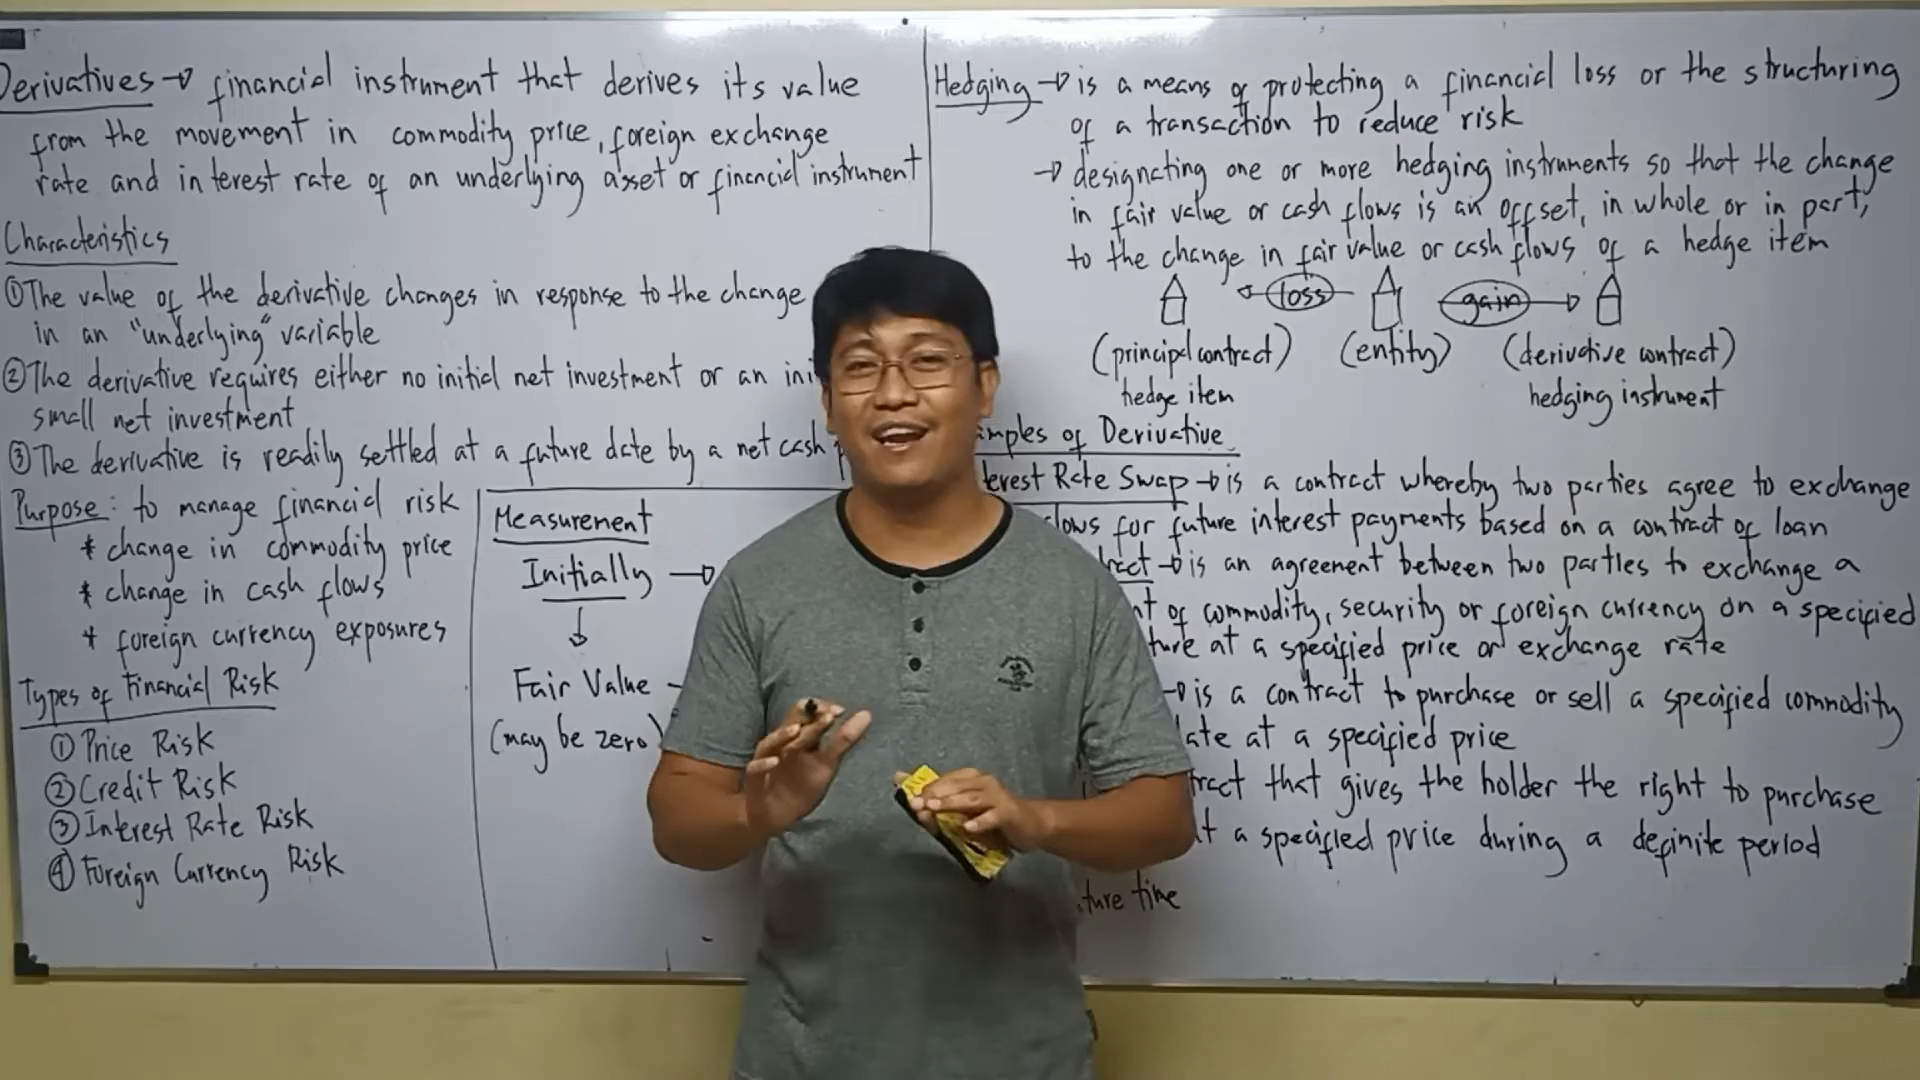 Derivatives → financial instrument that derives its value
from the movement in commodity price, foreign exchange
rate and interest rate of an underlying asset or financial instrument
Characteristics
① The value of the derivative changes in response to the change
in an "underlying" variable
② The derivative requires either no initial net investment or an
small net investment
③ The derivative is readily settled at a future date by a net cash
Purpose: to manage financial risk
* change in commodity price
* change in cash flows
* foreign currency exposures
Types of Financial Risk
① Price Risk
② Credit Risk
③ Interest Rate Risk
④ Foreign Currency Risk
Measurement
Initially →
↓
Fair Value
(may be zero)
Hedging → is a means of protecting a financial loss or the structuring
of a transaction to reduce risk
→ designating one or more hedging instruments so that the change
in fair value or cash flows is an offset, in whole or in part,
to the change in fair value or cash flows of a hedge item
loss gain
(principal contract) (entity) (derivative contract)
hedge item hedging instrument
of Derivative
Rate Swap → is a contract whereby two parties agree to exchange
for future interest payments based on a contract of loan
→ is an agreement between two parties to exchange a
of commodity, security or foreign currency on a specified
at a specified price or exchange rate
→ is a contract to purchase or sell a specified commodity
at a specified price
that gives the holder the right to purchase
a specified price during a definite period
time